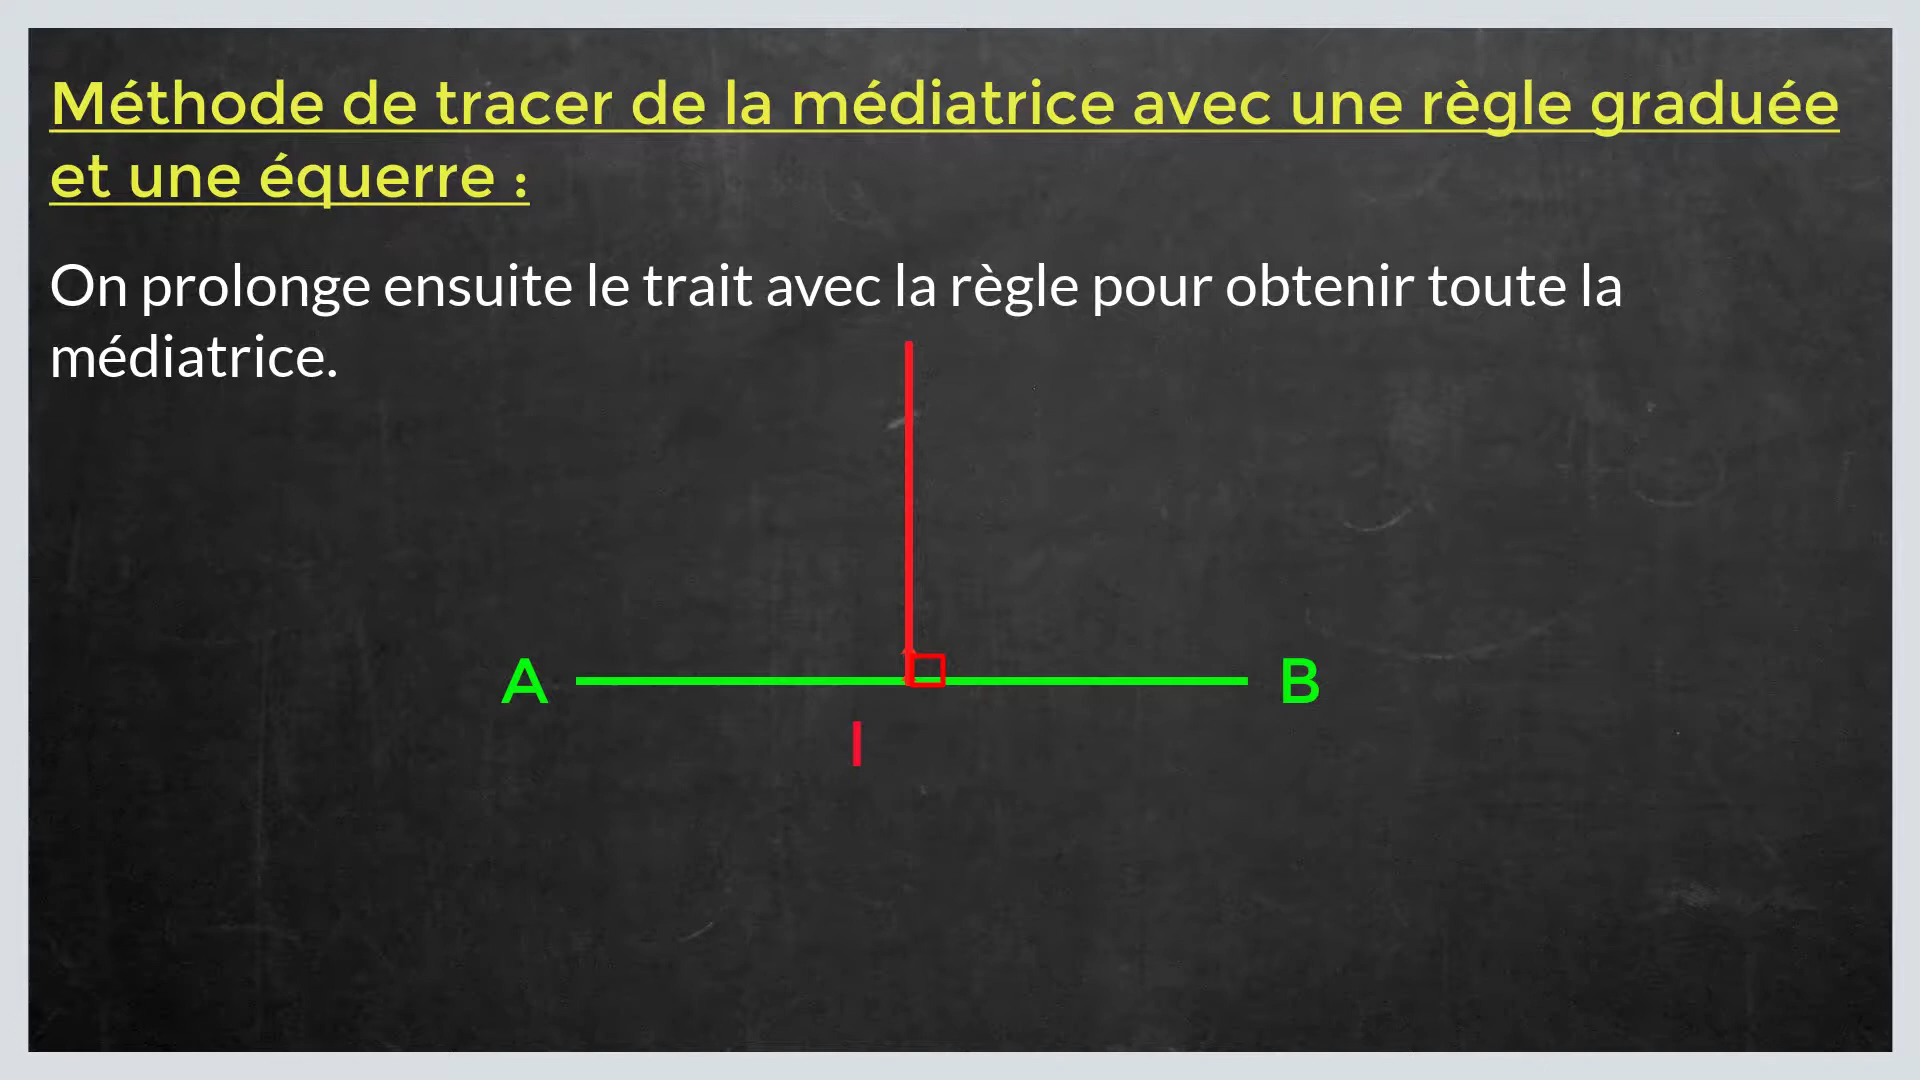 Méthode de tracer de la médiatrice avec une règle graduée
et une équerre :
On prolonge ensuite le trait avec la règle pour obtenir toute la
médiatrice.
A B
I